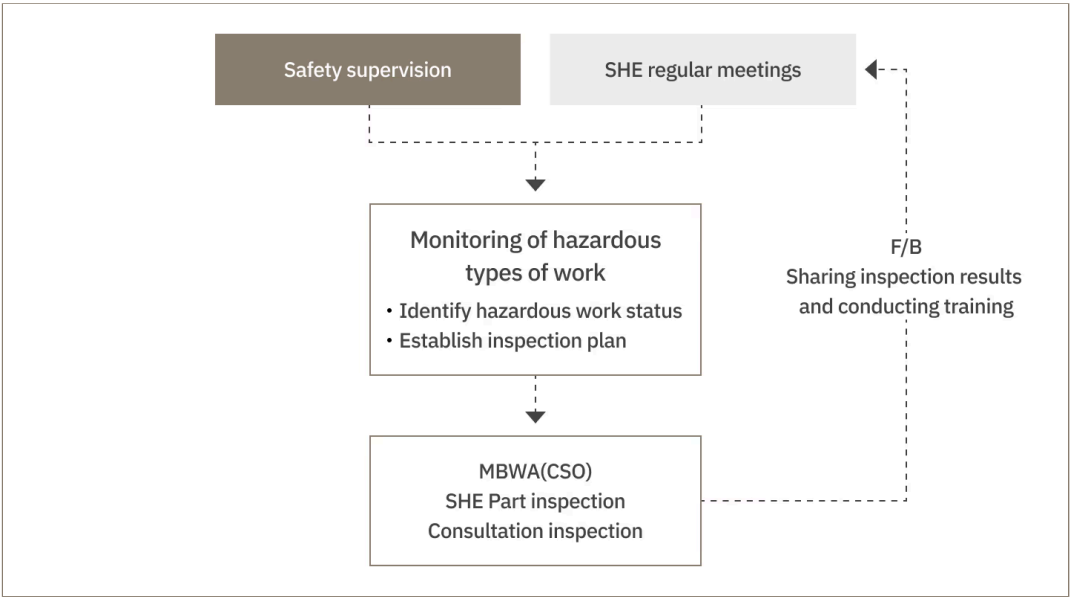 Safety supervision
SHE regular meetings
Monitoring of hazardous
types of work
• Identify hazardous work status
• Establish inspection plan
F/B
Sharing inspection results
and conducting training
MBWA(CSO)
SHE Part inspection
Consultation inspection